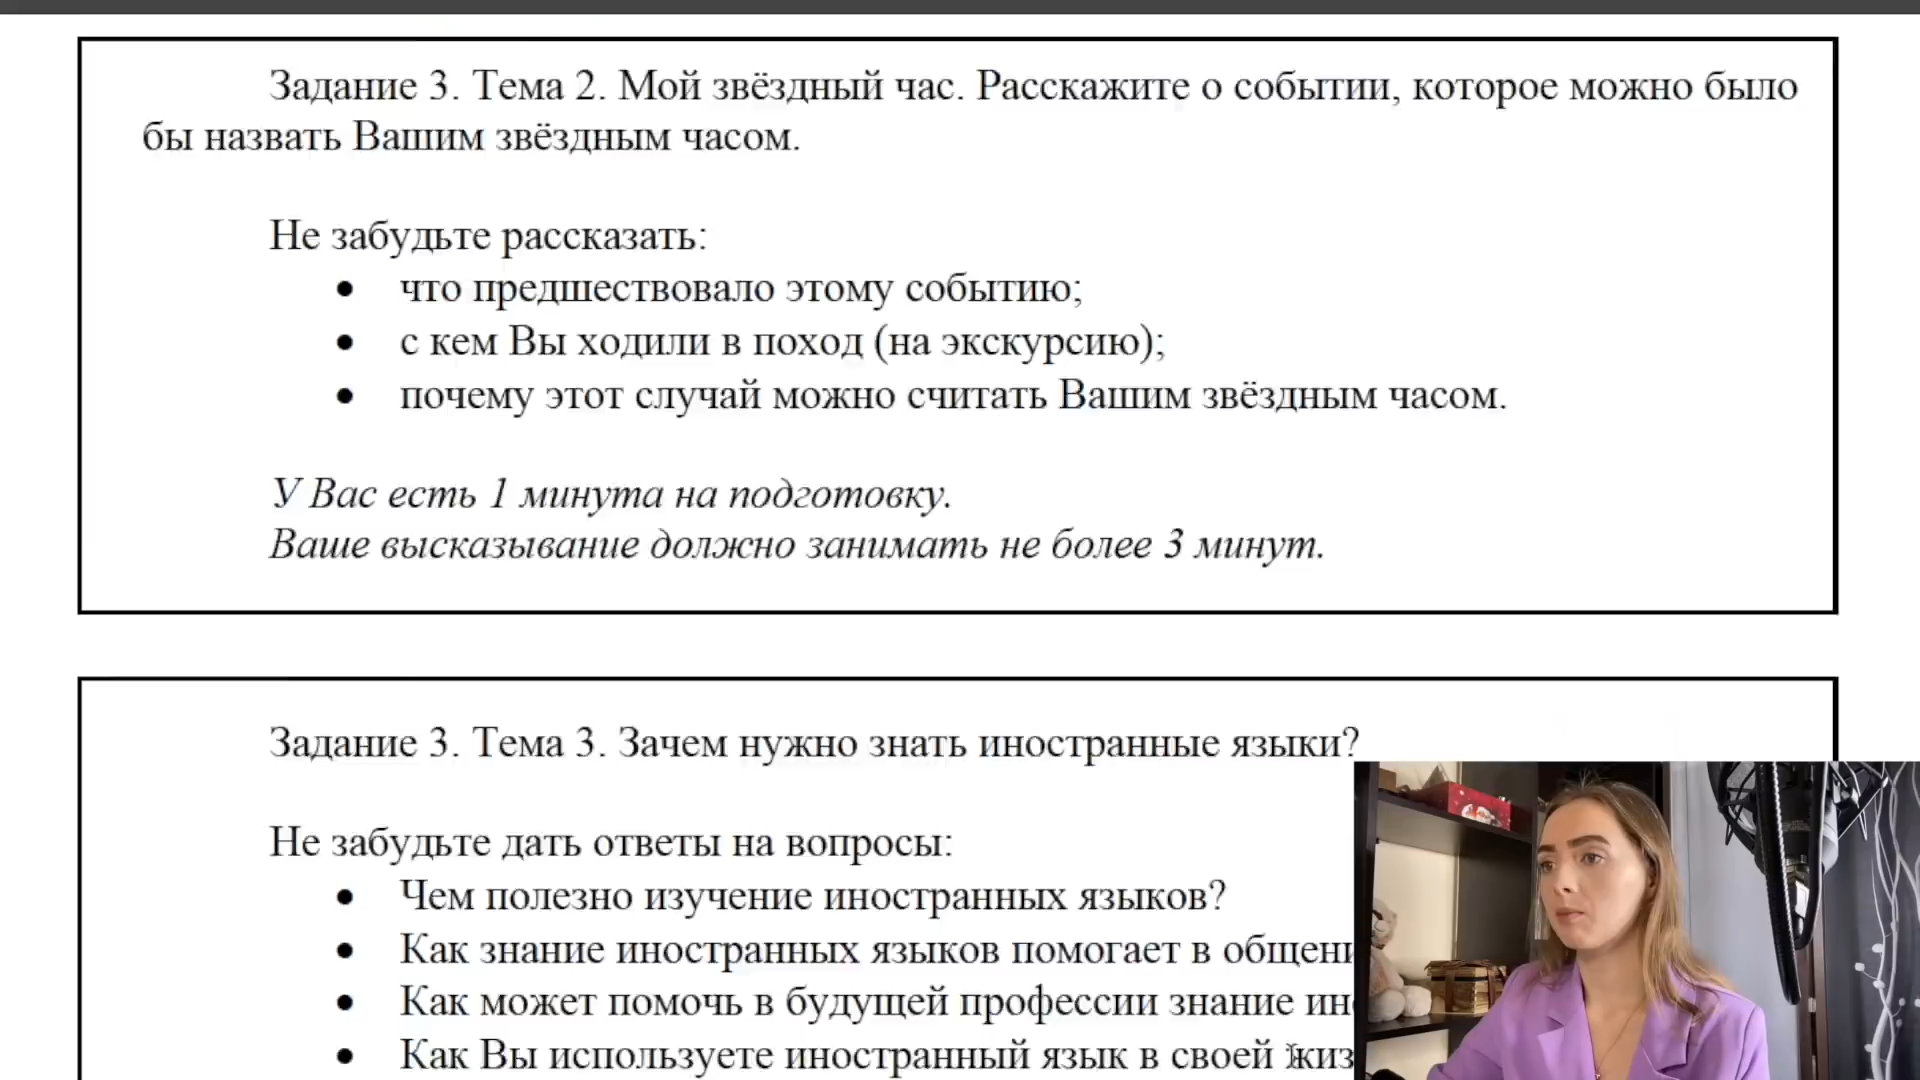 Задание 3. Тема 2. Мой звёздный час. Расскажите о событии, которое можно было
бы назвать Вашим звёздным часом.
Не забудьте рассказать:
• что предшествовало этому событию;
• с кем Вы ходили в поход (на экскурсию);
• почему этот случай можно считать Вашим звёздным часом.
У Вас есть 1 минута на подготовку.
Ваше высказывание должно занимать не более 3 минут.
Задание 3. Тема 3. Зачем нужно знать иностранные языки?
Не забудьте дать ответы на вопросы:
• Чем полезно изучение иностранных языков?
• Как знание иностранных языков помогает в
• Как может помочь в будущей профессии знание
• Как Вы используете иностранный язык в своей